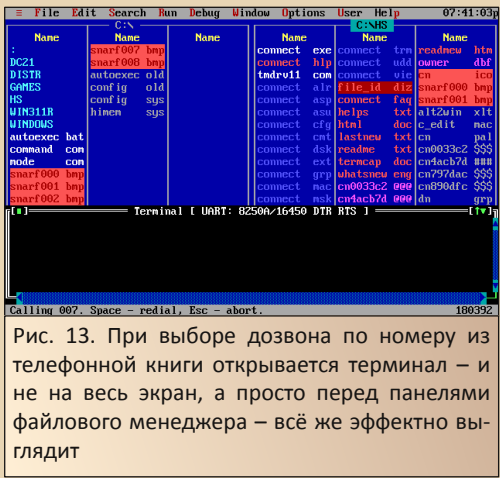 ≡ File Edit Search Run Debug Window Options User Help 07:41:03p
C:\ C:\HS
Name Name Name Name Name Name
: snarf007 bmp connect exe connect trm readmew htm
DC21 snarf008 bmp connect hlp connect udd owner dbf
DISTR autoexec old tmdrv11 com connect vie cn ico
GAMES config old connect alr file_id diz snarf000 bmp
HS config sys connect asp connect faq snarf001 bmp
WIN311R himem sys connect asu helps txt alt2win xlt
WINDOWS connect cfg html doc c_edit mac
autoexec bat connect cmt lastnew txt cn pal
command com connect dsk readme txt cn0033c2 $$$
mode com connect ext termcap doc cn4acb7d ###
snarf000 bmp connect grp whatsnew eng cn797dac $$$
snarf001 bmp connect mac cn0033c2 @@@ cn890dfc $$$
snarf002 bmp connect msk cn4acb7d @@@ dn grp
[■] Terminal [ UART: 8250A/16450 DTR RTS ] [↑▼]
Calling 007. Space – redial, Esc – abort. 180392
Рис. 13. При выборе дозвона по номеру из
телефонной книги открывается терминал – и
не на весь экран, а просто перед панелями
файлового менеджера – всё же эффектно вы-
глядит